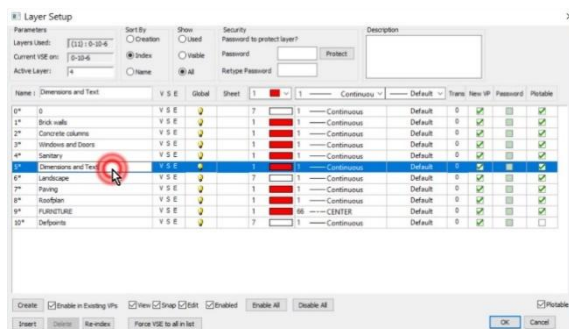 Layer Setup
Parameters Sort By Show Security Description
Layers Used: (11) : 0-10-6 Creation Used Password to protect layer?
Current VSE on: 0-10-6 Index Visible Password Protect
Active Layer: 4 Name All Retype Password
Name : Dimensions and Text V S E Global Sheet 1 1 Continuou Default Trans New VP Password Plotable
0* 0 V S E 7 1 Continuous Default 0
1* Brick walls V S E 1 1 Continuous Default 0
2* Concrete columns V S E 1 1 Continuous Default 0
3* Windows and Doors V S E 1 1 Continuous Default 0
4* Sanitary V S E 1 1 Continuous Default 0
5* Dimensions and Text V S E 1 1 Continuous Default 0
6* Landscape V S E 7 1 Continuous Default 0
7* Paving V S E 1 1 Continuous Default 0
8* Roofplan V S E 1 1 Continuous Default 0
9* FURNITURE V S E 1 66 CENTER Default 0
10* Defpoints V S E 7 1 Continuous Default 0
Create Enable in Existing VPs View Snap Edit Enabled Enable All Disable All Plotable
Insert Delete Re-index Force VSE to all in list OK Cancel